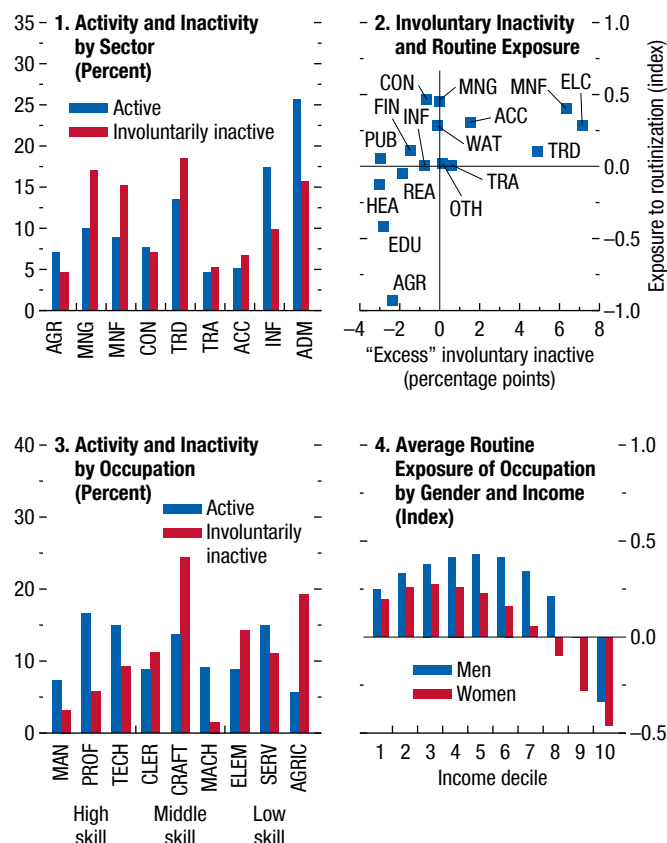 1. Activity and Inactivity
by Sector
(Percent)
Active
Involuntarily inactive
35
30
25
20
15
10
5
0
AGR
MNG
MNF
CON
TRD
TRA
ACC
INF
ADM
2. Involuntary Inactivity
and Routine Exposure
CON
MNG
MNF
ELC
FIN
INF
ACC
PUB
WAT
TRD
HEA
REA
OTH
TRA
EDU
AGR
1.0
0.5
0.0
–0.5
–1.0
Exposure to routinization (index)
–4
–2
0
2
4
6
8
“Excess” involuntary inactive
(percentage points)
3. Activity and Inactivity
by Occupation
(Percent)
Active
Involuntarily
inactive
40
30
20
10
0
MAN
PROF
TECH
CLER
CRAFT
MACH
ELEM
SERV
AGRIC
High
skill
Middle
skill
Low
skill
4. Average Routine
Exposure of Occupation
by Gender and Income
(Index)
1.0
0.5
0.0
–0.5
Men
Women
1 2 3 4 5 6 7 8 9 10
Income decile